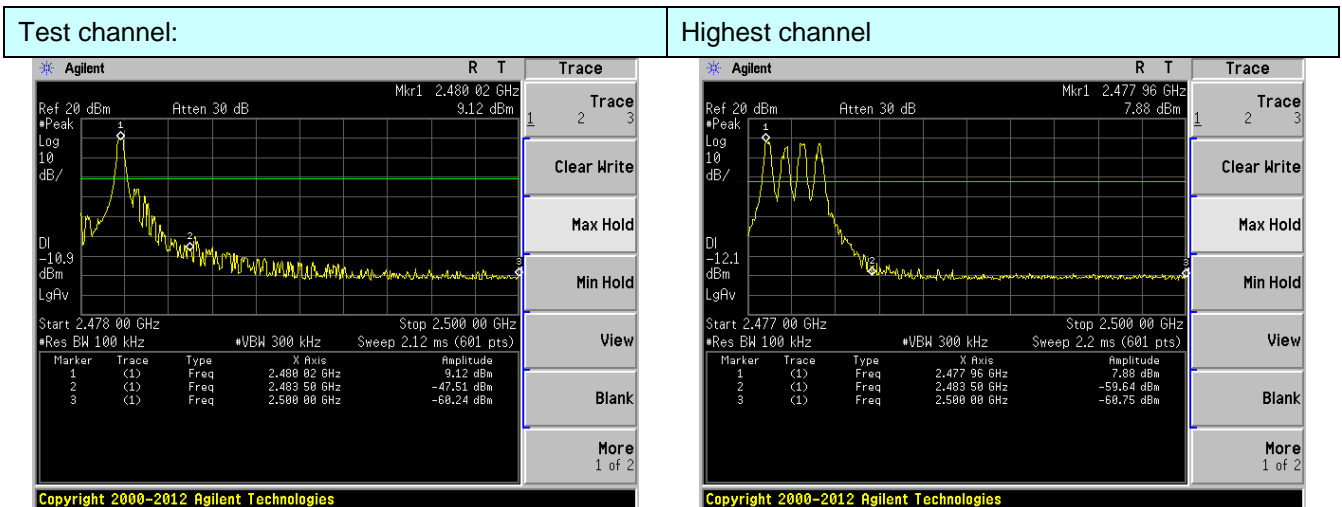 Test channel: Highest channel
Agilent R T Trace
Mkr1 2.480 02 GHz
Ref 20 dBm Atten 30 dB 9.12 dBm
#Peak
Log
10
dB/
1
2
3
DI
-10.9
dBm
LgAv
Start 2.478 00 GHz Stop 2.500 00 GHz
#Res BW 100 kHz #VBW 300 kHz Sweep 2.12 ms (601 pts)
Marker Trace Type X Axis Amplitude
1 (1) Freq 2.480 02 GHz 9.12 dBm
2 (1) Freq 2.483 50 GHz -47.51 dBm
3 (1) Freq 2.500 00 GHz -60.24 dBm
Trace
1 2 3
Clear Write
Max Hold
Min Hold
View
Blank
More
1 of 2
Copyright 2000-2012 Agilent Technologies
Agilent R T Trace
Mkr1 2.477 96 GHz
Ref 20 dBm Atten 30 dB 7.88 dBm
#Peak
Log
10
dB/
1
2
3
DI
-12.1
dBm
LgAv
Start 2.477 00 GHz Stop 2.500 00 GHz
#Res BW 100 kHz #VBW 300 kHz Sweep 2.2 ms (601 pts)
Marker Trace Type X Axis Amplitude
1 (1) Freq 2.477 96 GHz 7.88 dBm
2 (1) Freq 2.483 50 GHz -59.64 dBm
3 (1) Freq 2.500 00 GHz -60.75 dBm
Trace
1 2 3
Clear Write
Max Hold
Min Hold
View
Blank
More
1 of 2
Copyright 2000-2012 Agilent Technologies